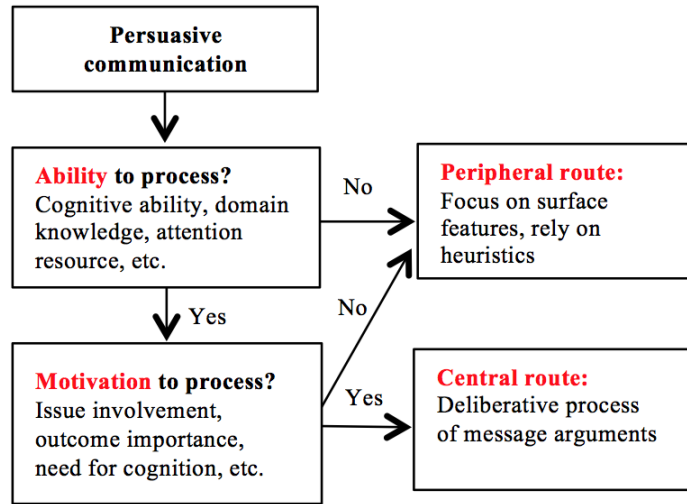 Persuasive
communication
Ability to process?
Cognitive ability, domain
knowledge, attention
resource, etc.
No
Peripheral route:
Focus on surface
features, rely on
heuristics
Yes
No
Motivation to process?
Issue involvement,
outcome importance,
need for cognition, etc.
Yes
Central route:
Deliberative process
of message arguments